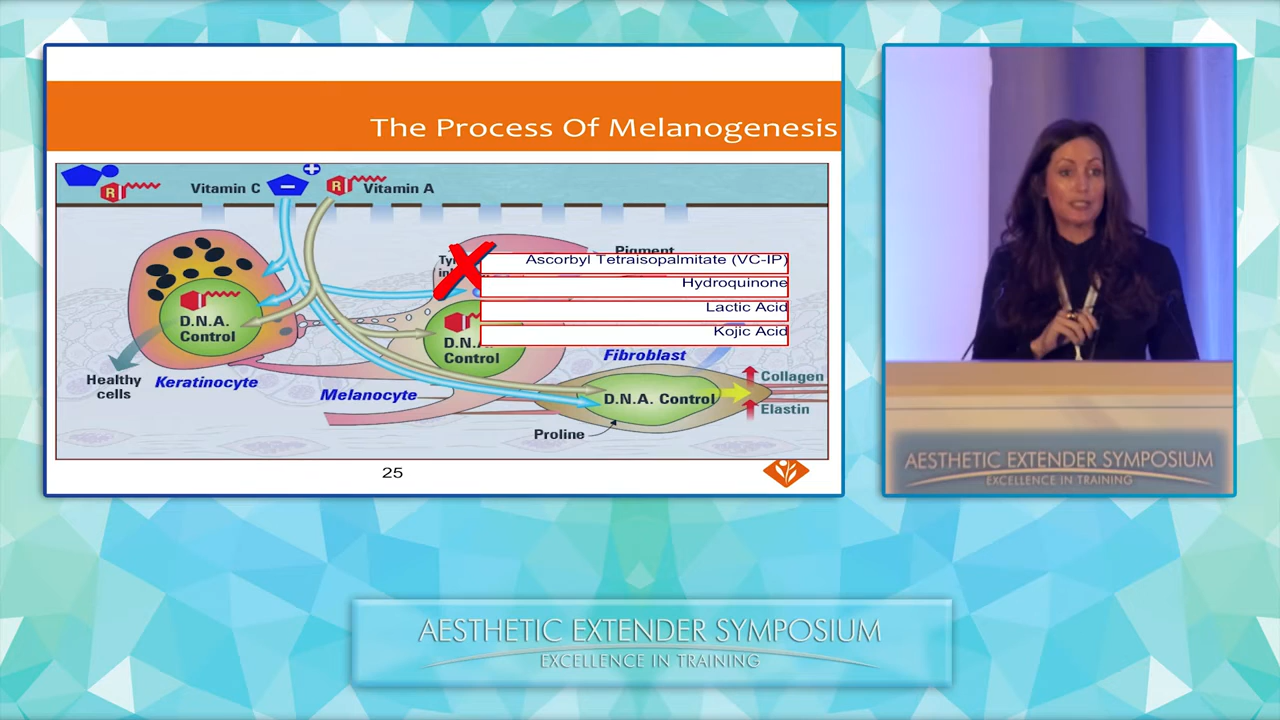 The Process Of Melanogenesis
R
Vitamin C
R
Vitamin A
Pigment
Ascorbyl Tetraisopalmitate (VC-IP)
Hydroquinone
Lactic Acid
Kojic Acid
D.N.A.
Control
D.N.A.
Control
Fibroblast
Healthy
cells
Keratinocyte
Melanocyte
D.N.A. Control
Collagen
Elastin
Proline
25
AESTHETIC EXTENDER SYMPOSIUM
EXCELLENCE IN TRAINING
AESTHETIC EXTENDER SYMPOSIUM
EXCELLENCE IN TRAINING